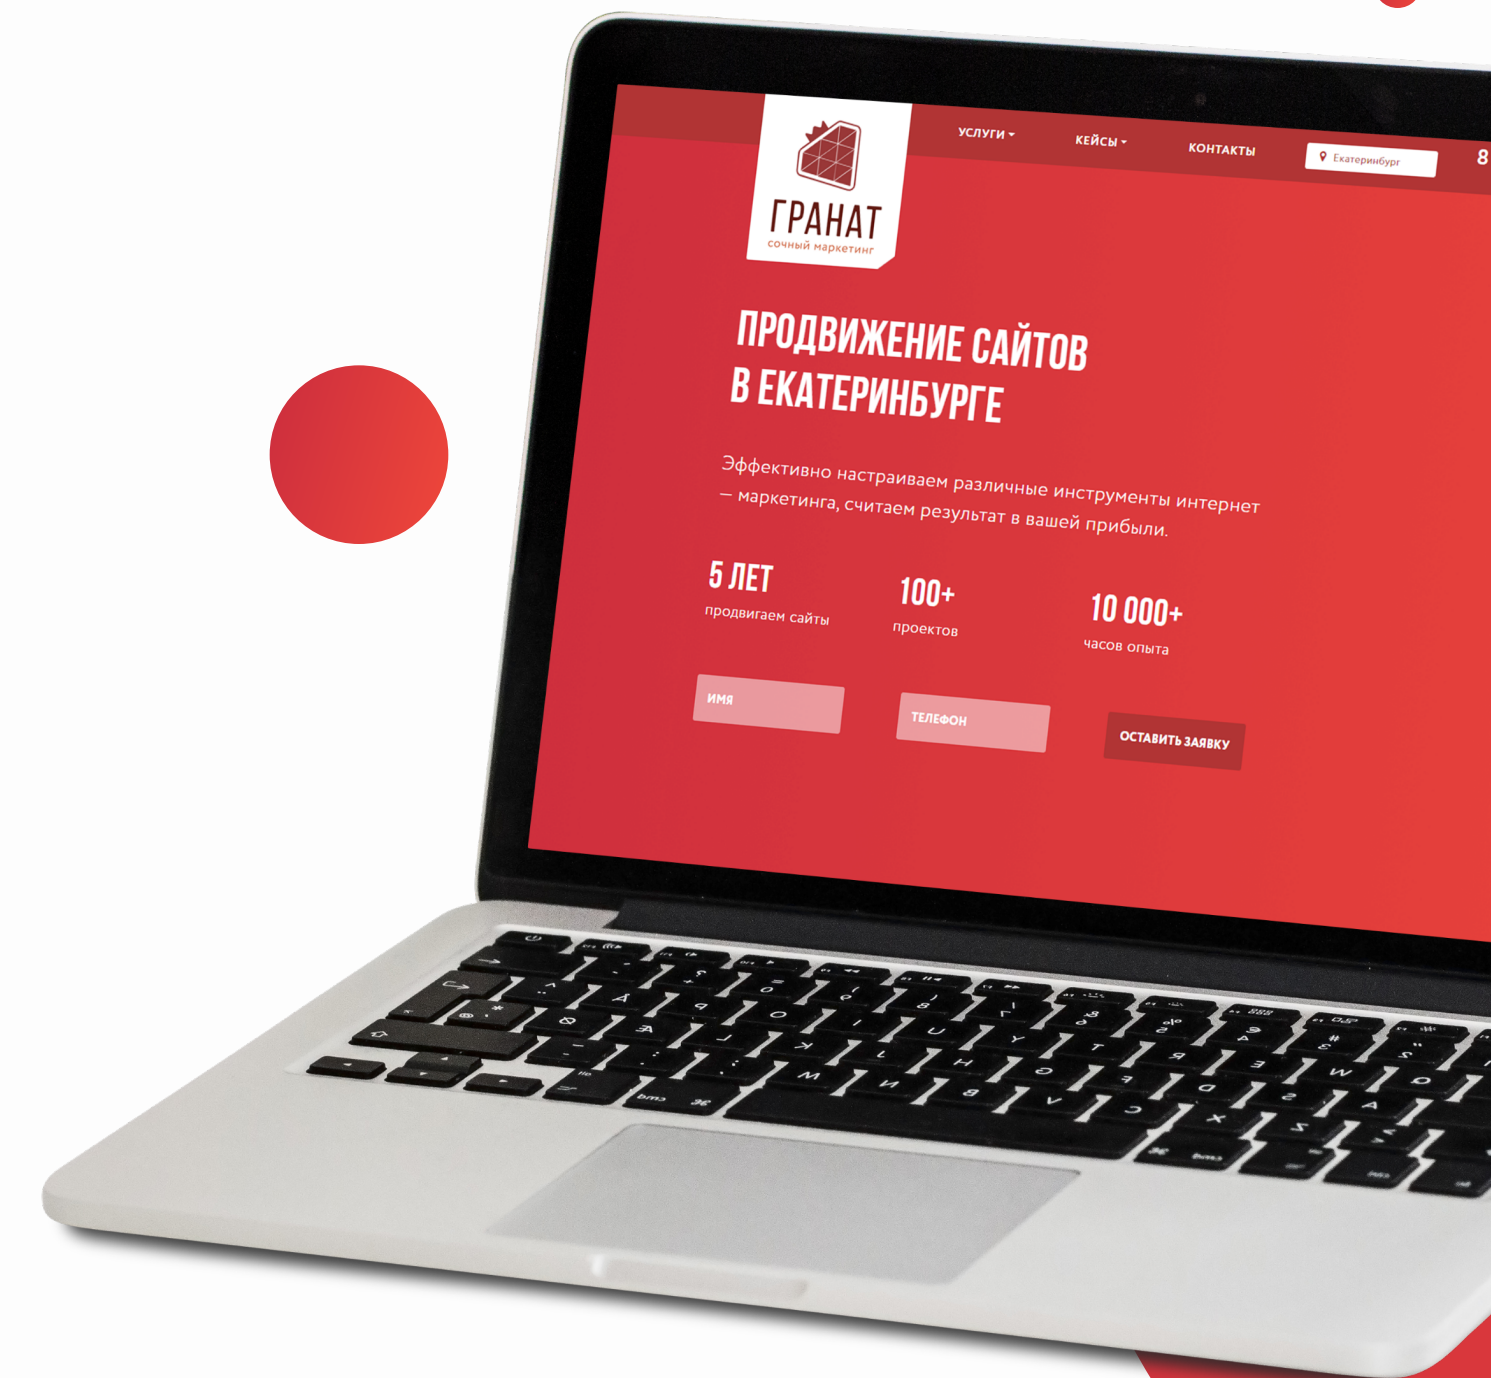 УСЛУГИ
КЕЙСЫ
КОНТАКТЫ
Екатеринбург
8
ГРАНАТ
сочный маркетинг
ПРОДВИЖЕНИЕ САЙТОВ
В ЕКАТЕРИНБУРГЕ
Эффективно настраиваем различные инструменты интернет
— маркетинга, считаем результат в вашей прибыли.
5 ЛЕТ
100+
10 000+
продвигаем сайты
проектов
часов опыта
ИМЯ
ТЕЛЕФОН
ОСТАВИТЬ ЗАЯВКУ